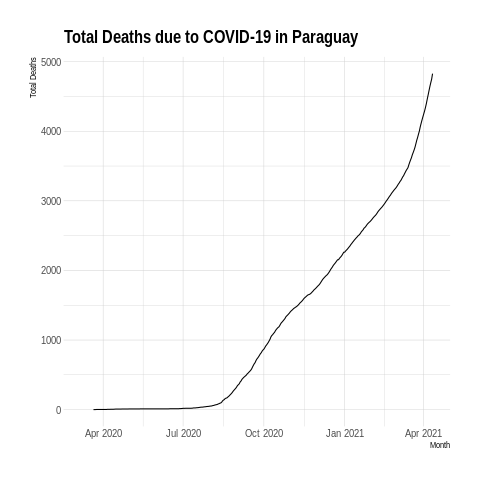 Total Deaths due to COVID-19 in Paraguay
Total Deaths
5000
4000
3000
2000
1000
0
Apr 2020 Jul 2020 Oct 2020 Jan 2021 Apr 2021
Month